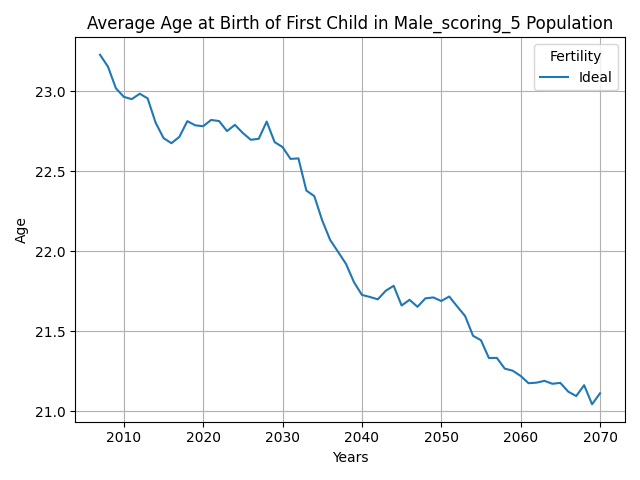 Average Age at Birth of First Child in Male_scoring_5 Population
Fertility
Ideal
23.0
22.5
22.0
21.5
21.0
Age
2010 2020 2030 2040 2050 2060 2070
Years